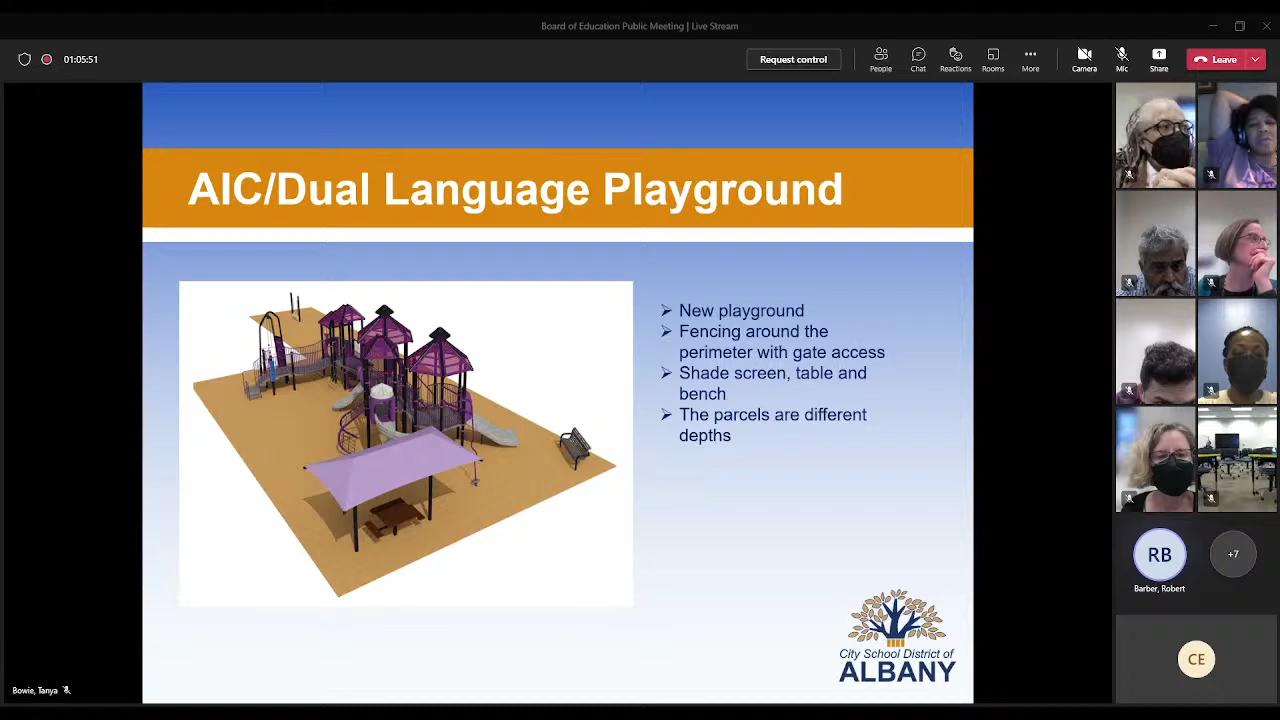 Board of Education Public Meeting | Live Stream
01:05:51
Request control
People
Chat
Reactions
Rooms
More
Camera
Mic
Share
Leave
AIC/Dual Language Playground
New playground
Fencing around the
perimeter with gate access
Shade screen, table and
bench
The parcels are different
depths
City School District of
ALBANY
RB
+7
Barber, Robert
CE
Bowie, Tanya